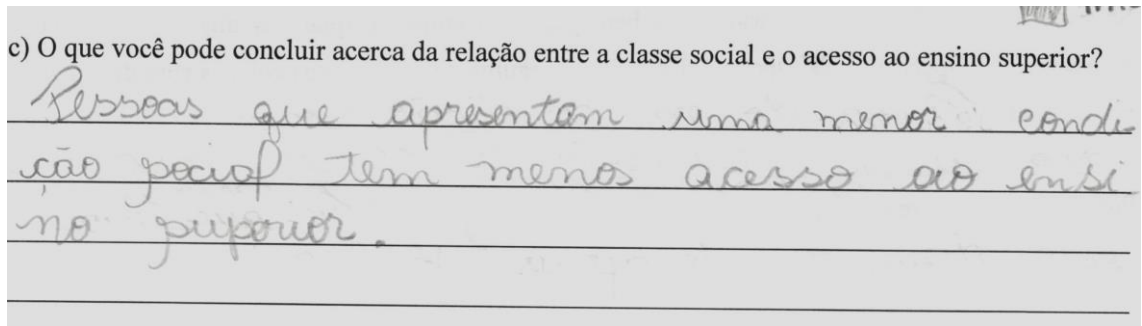 c) O que você pode concluir acerca da relação entre a classe social e o acesso ao ensino superior?
Pessoas que apresentam uma menor condi
ção social tem menos acesso ao ensi
no superior.